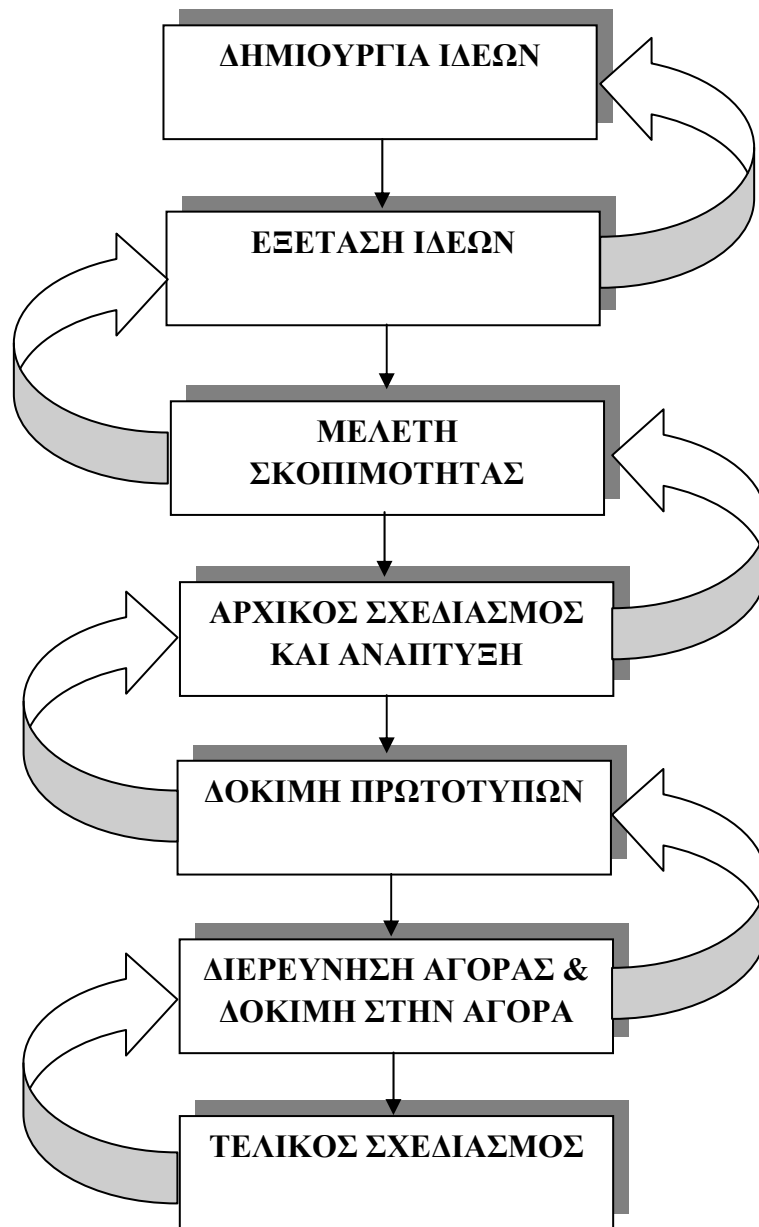 ΔΗΜΙΟΥΡΓΙΑ ΙΔΕΩΝ
ΕΞΕΤΑΣΗ ΙΔΕΩΝ
ΜΕΛΕΤΗ
ΣΚΟΠΙΜΟΤΗΤΑΣ
ΑΡΧΙΚΟΣ ΣΧΕΔΙΑΣΜΟΣ
ΚΑΙ ΑΝΑΠΤΥΞΗ
ΔΟΚΙΜΗ ΠΡΩΤΟΤΥΠΩΝ
ΔΙΕΡΕΥΝΗΣΗ ΑΓΟΡΑΣ &
ΔΟΚΙΜΗ ΣΤΗΝ ΑΓΟΡΑ
ΤΕΛΙΚΟΣ ΣΧΕΔΙΑΣΜΟΣ